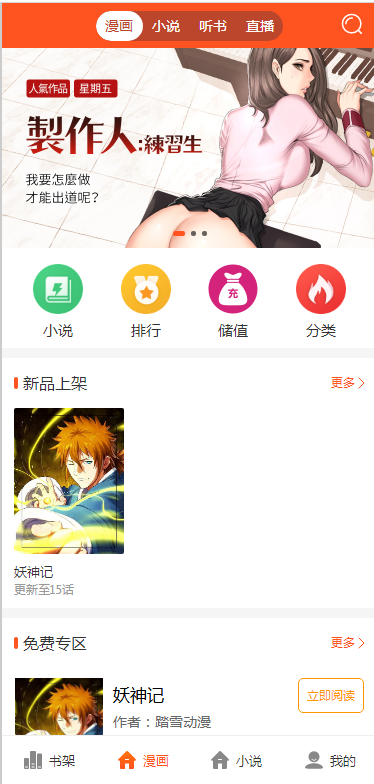 漫画 小说 听书 直播
人氣作品 星期五
製作人:練習生
我要怎麼做
才能出道呢?
充
小说 排行 储值 分类
新品上架 更多
妖神记
更新至15话
免费专区 更多
妖神记 立即阅读
作者：踏雪动漫
书架 漫画 小说 我的